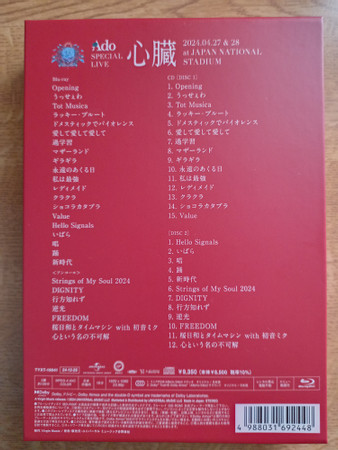 Ado
SPECIAL
LIVE
心臓
2024.04.27 & 28
at JAPAN NATIONAL
STADIUM
Blu-ray
Opening
うっせぇわ
Tot Musica
ラッキー・ブルート
ドメスティックでバイオレンス
愛して愛して愛して
過学習
マザーランド
ギラギラ
永遠のあくる日
私は最強
レディメイド
クラクラ
ショコラカタブラ
Value
Hello Signals
いばら
唱
踊
新時代
<アンコール>
Strings of My Soul 2024
DIGNITY
行方知れず
逆光
FREEDOM
桜日和とタイムマシン with 初音ミク
心という名の不可解
CD [DISC 1]
1. Opening
2. うっせぇわ
3. Tot Musica
4. ラッキー・ブルート
5. ドメスティックでバイオレンス
6. 愛して愛して愛して
7. 過学習
8. マザーランド
9. ギラギラ
10. 永遠のあくる日
11. 私は最強
12. レディメイド
13. クラクラ
14. ショコラカタブラ
15. Value
[DISC 2]
1. Hello Signals
2. いばら
3. 唱
4. 踊
5. 新時代
6. Strings of My Soul 2024
7. DIGNITY
8. 行方知れず
9. 逆光
10. FREEDOM
11. 桜日和とタイムマシン with 初音ミク
12. 心という名の不可解
UNIVERSAL
Blu-ray
4 988031 692448